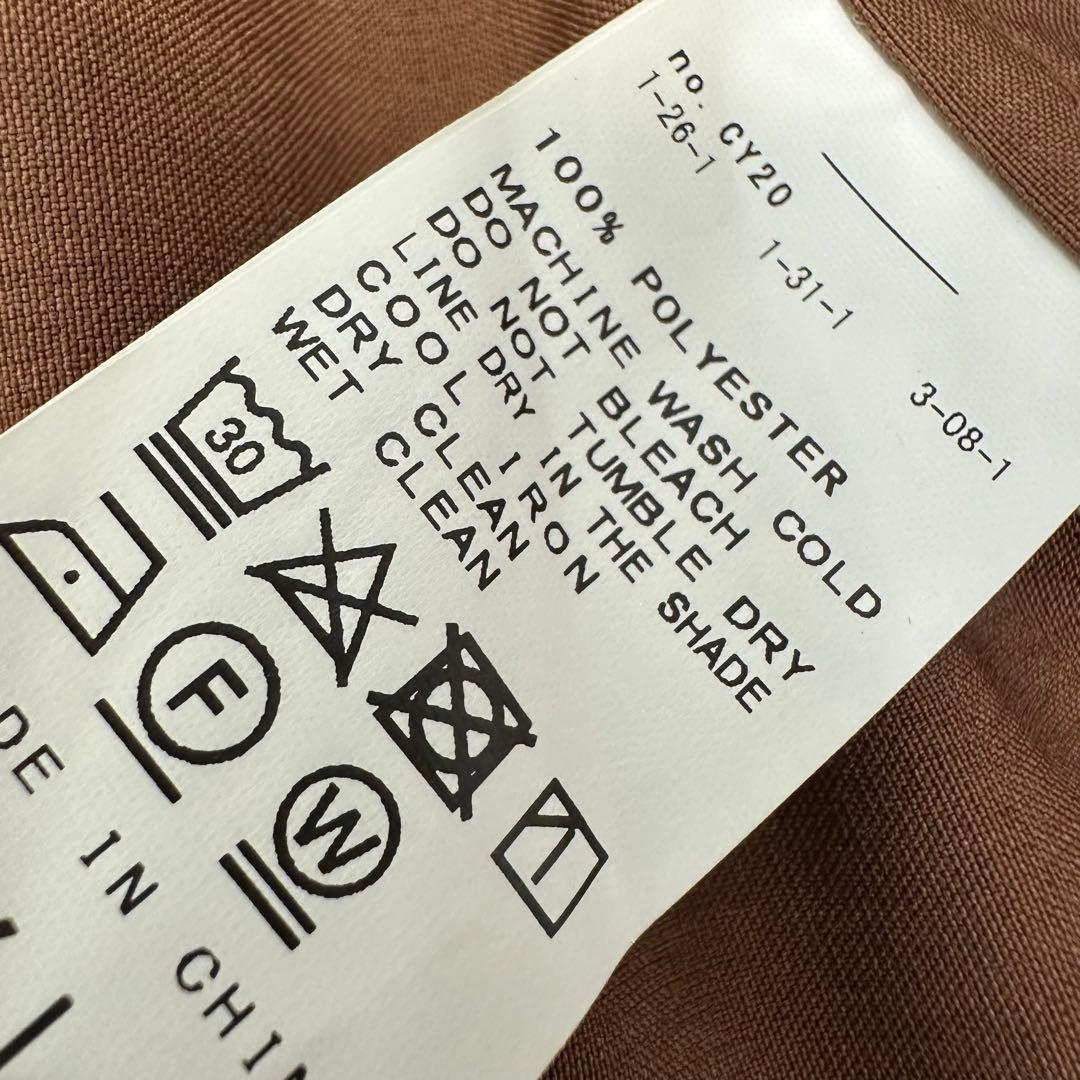 no. CY20
1-26-1 1-31-1 3-08-1
100% POLYESTER
MACHINE WASH COLD
DO NOT BLEACH
DO NOT TUMBLE DRY
LINE DRY IN THE SHADE
COOL IRON
DRY CLEAN
WET CLEAN
30
F
W
DE IN CHIN